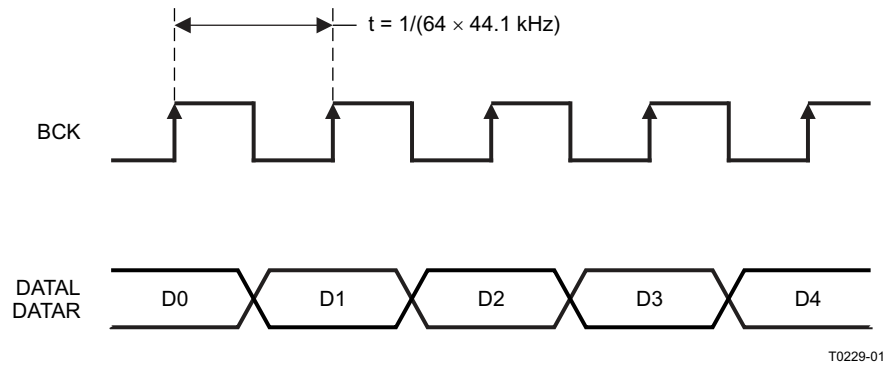 t = 1/(64 × 44.1 kHz)
BCK
DATAL
DATAR
D0 D1 D2 D3 D4
T0229-01